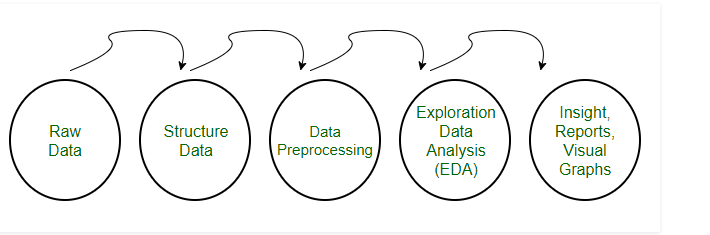 Raw
Data
Structure
Data
Data
Preprocessing
Exploration
Data
Analysis
(EDA)
Insight,
Reports,
Visual
Graphs